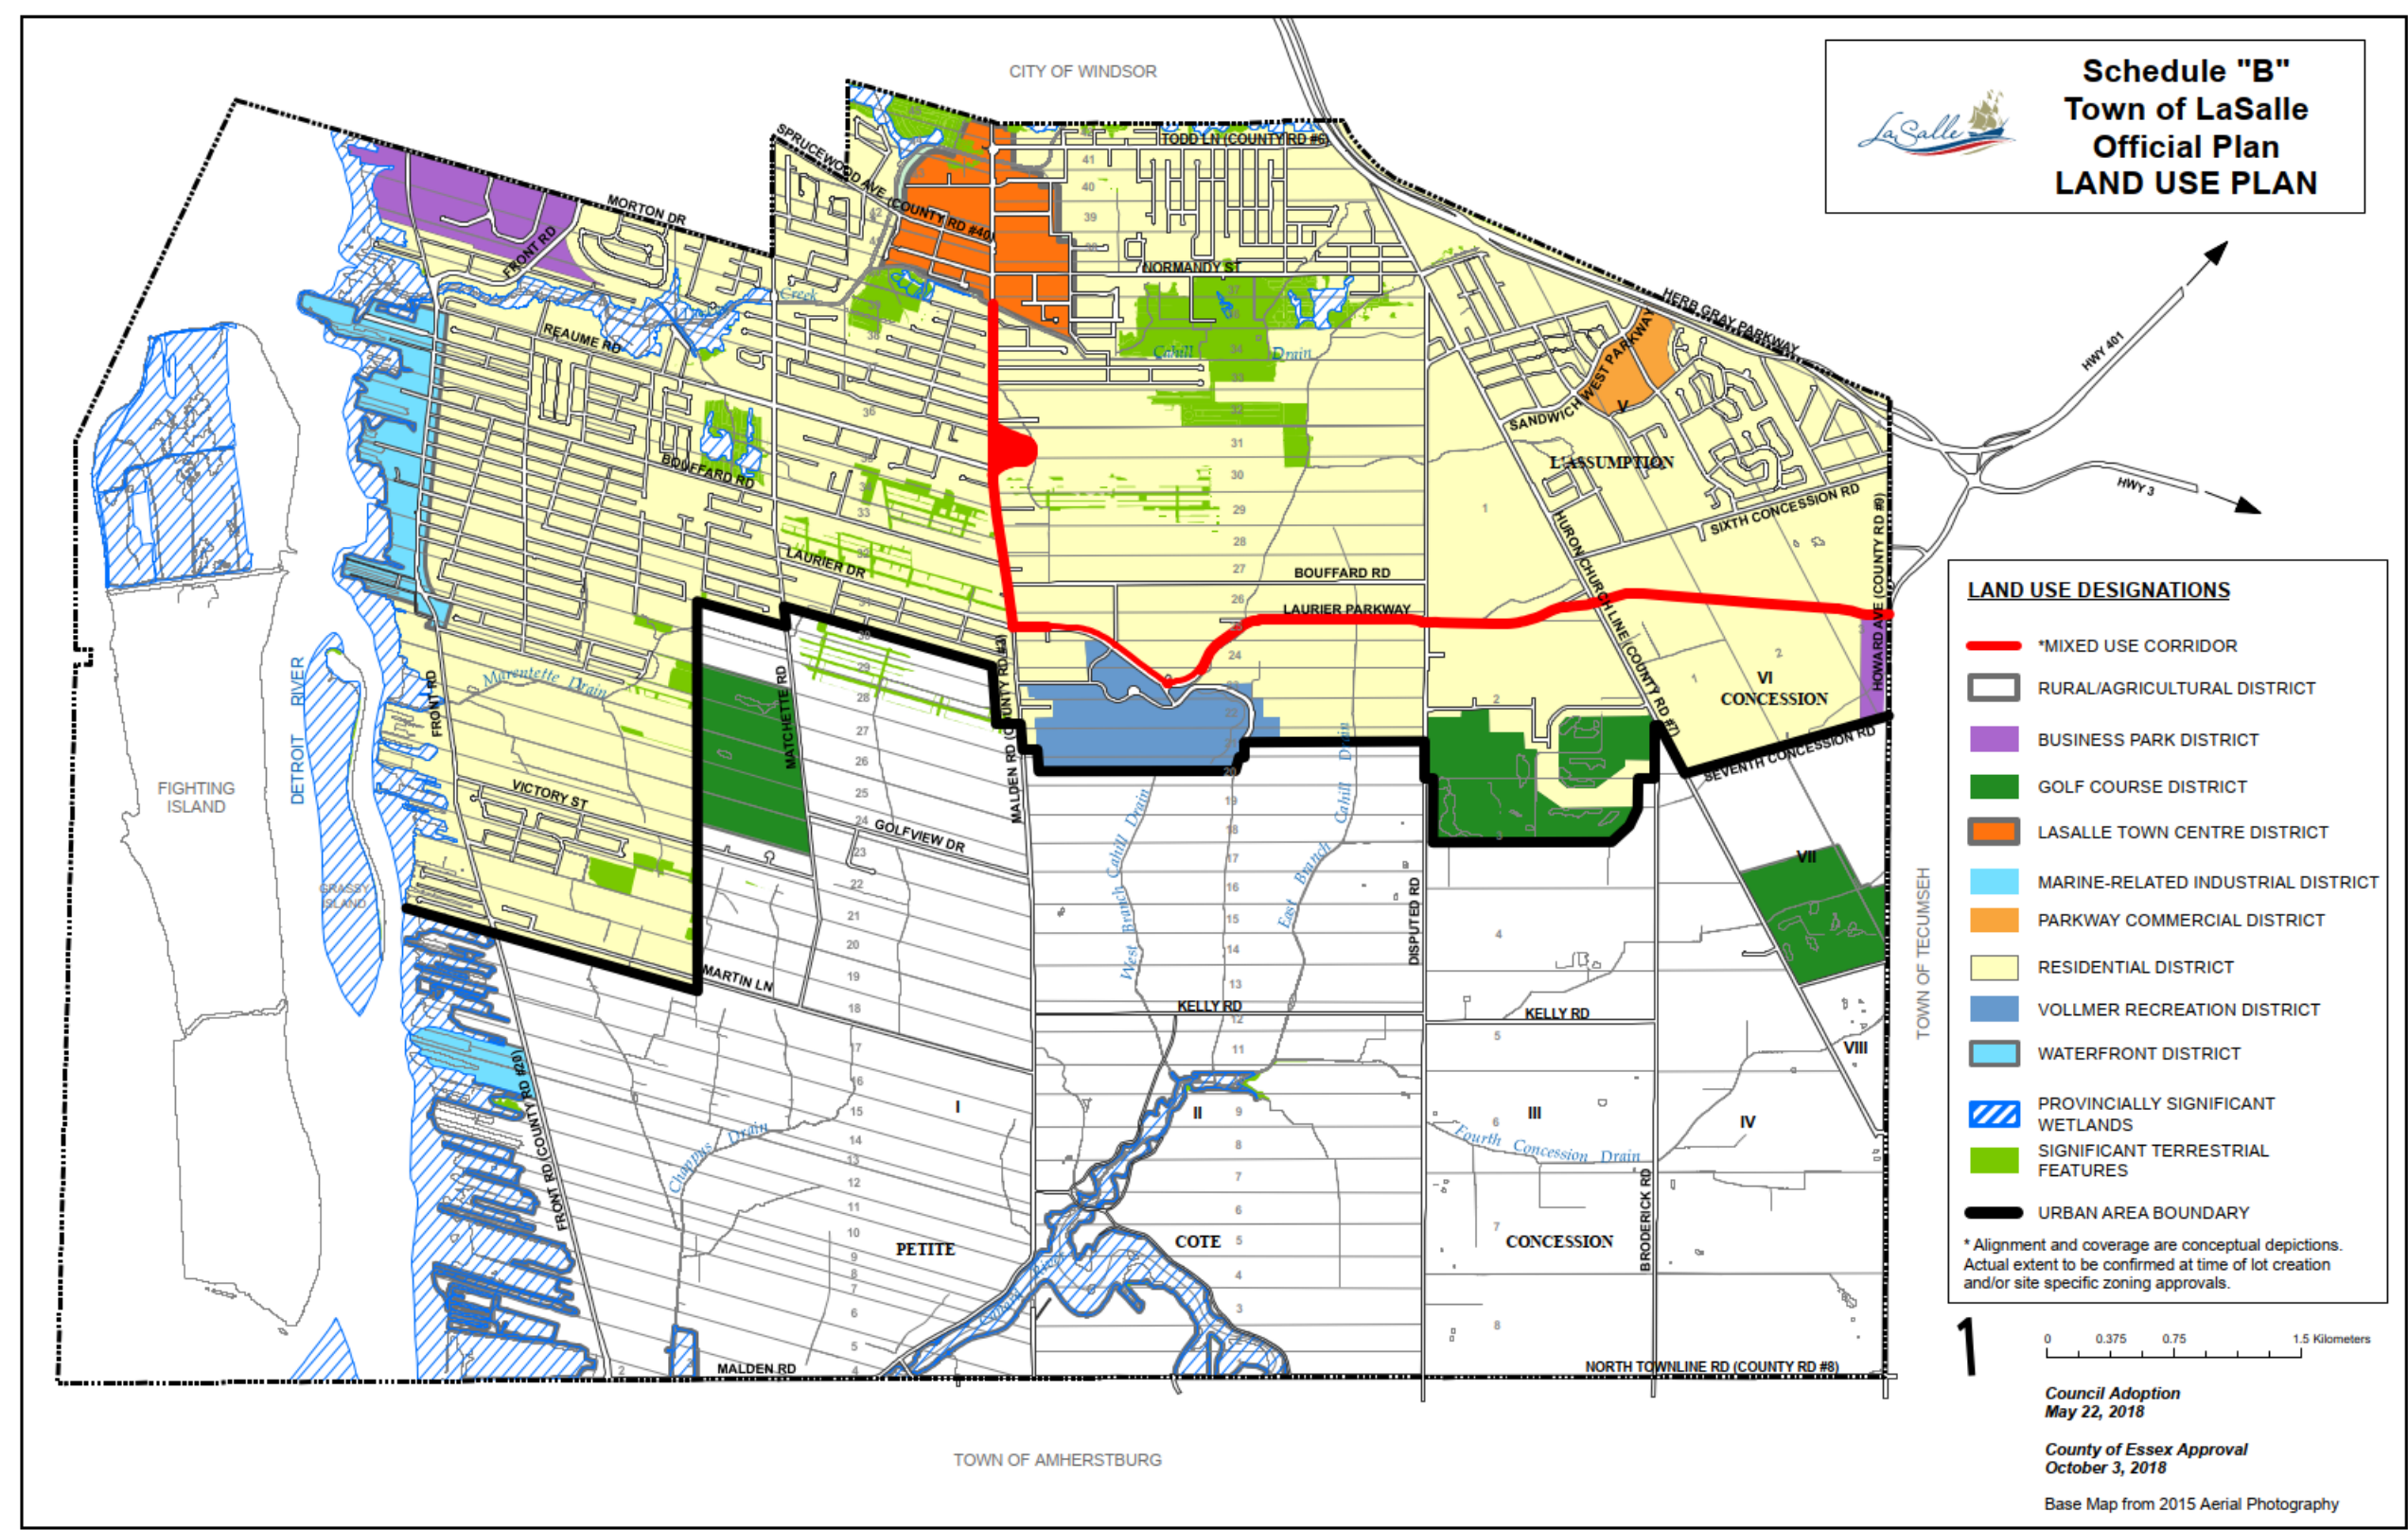 CITY OF WINDSOR
Schedule "B"
Town of LaSalle
Official Plan
LAND USE PLAN
LaSalle
SPRUCEWOOD AVE (COUNTY RD #40)
TODD LN (COUNTY RD #6)
MORTON DR
FRONT RD
NORMANDY ST
Creek
REAUME RD
Cahill Drain
HERB GRAY PARKWAY
SANDWICH WEST PARKWAY
V
HWY 401
HWY 3
L'ASSUMPTION
BOUFFARD RD
SIXTH CONCESSION RD
LAURIER DR
BOUFFARD RD
LAURIER PARKWAY
HURON CHURCH LINE (COUNTY RD #7)
HOWARD AVE (COUNTY RD #9)
VI
CONCESSION
SEVENTH CONCESSION RD
DETROIT RIVER
FIGHTING
ISLAND
GRASSY
ISLAND
Marentette Drain
FRONT RD
MATCHETTE RD
MALDEN RD (COUNTY RD #3)
VICTORY ST
GOLFVIEW DR
MARTIN LN
West Branch Cahill Drain
East Branch Cahill Drain
DISPUTED RD
KELLY RD
KELLY RD
VII
VIII
TOWN OF TECUMSEH
FRONT RD (COUNTY RD #20)
Chappus Drain
I
II
III
IV
Fourth Concession Drain
BRODERICK RD
PETITE
COTE
CONCESSION
Canard River
MALDEN RD
NORTH TOWNLINE RD (COUNTY RD #8)
TOWN OF AMHERSTBURG
LAND USE DESIGNATIONS
*MIXED USE CORRIDOR
RURAL/AGRICULTURAL DISTRICT
BUSINESS PARK DISTRICT
GOLF COURSE DISTRICT
LASALLE TOWN CENTRE DISTRICT
MARINE-RELATED INDUSTRIAL DISTRICT
PARKWAY COMMERCIAL DISTRICT
RESIDENTIAL DISTRICT
VOLLMER RECREATION DISTRICT
WATERFRONT DISTRICT
PROVINCIALLY SIGNIFICANT
WETLANDS
SIGNIFICANT TERRESTRIAL
FEATURES
URBAN AREA BOUNDARY
* Alignment and coverage are conceptual depictions.
Actual extent to be confirmed at time of lot creation
and/or site specific zoning approvals.
0 0.375 0.75 1.5 Kilometers
Council Adoption
May 22, 2018
County of Essex Approval
October 3, 2018
Base Map from 2015 Aerial Photography